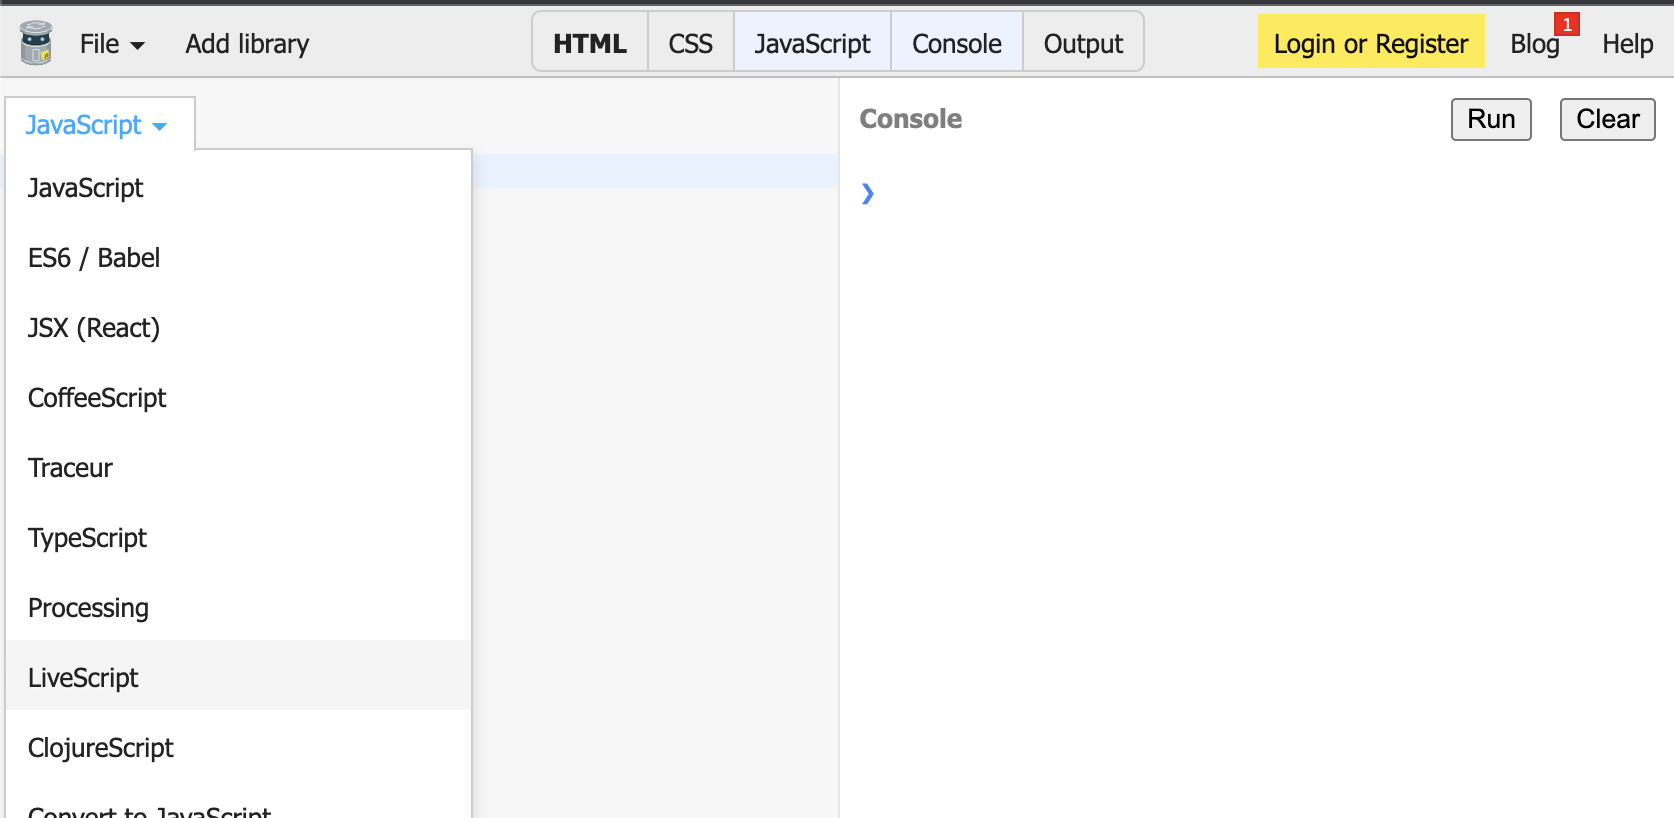 File Add library HTML CSS JavaScript Console Output Login or Register Blog 1 Help
JavaScript
JavaScript
ES6 / Babel
JSX (React)
CoffeeScript
Traceur
TypeScript
Processing
LiveScript
ClojureScript
Convert to JavaScript
Console Run Clear